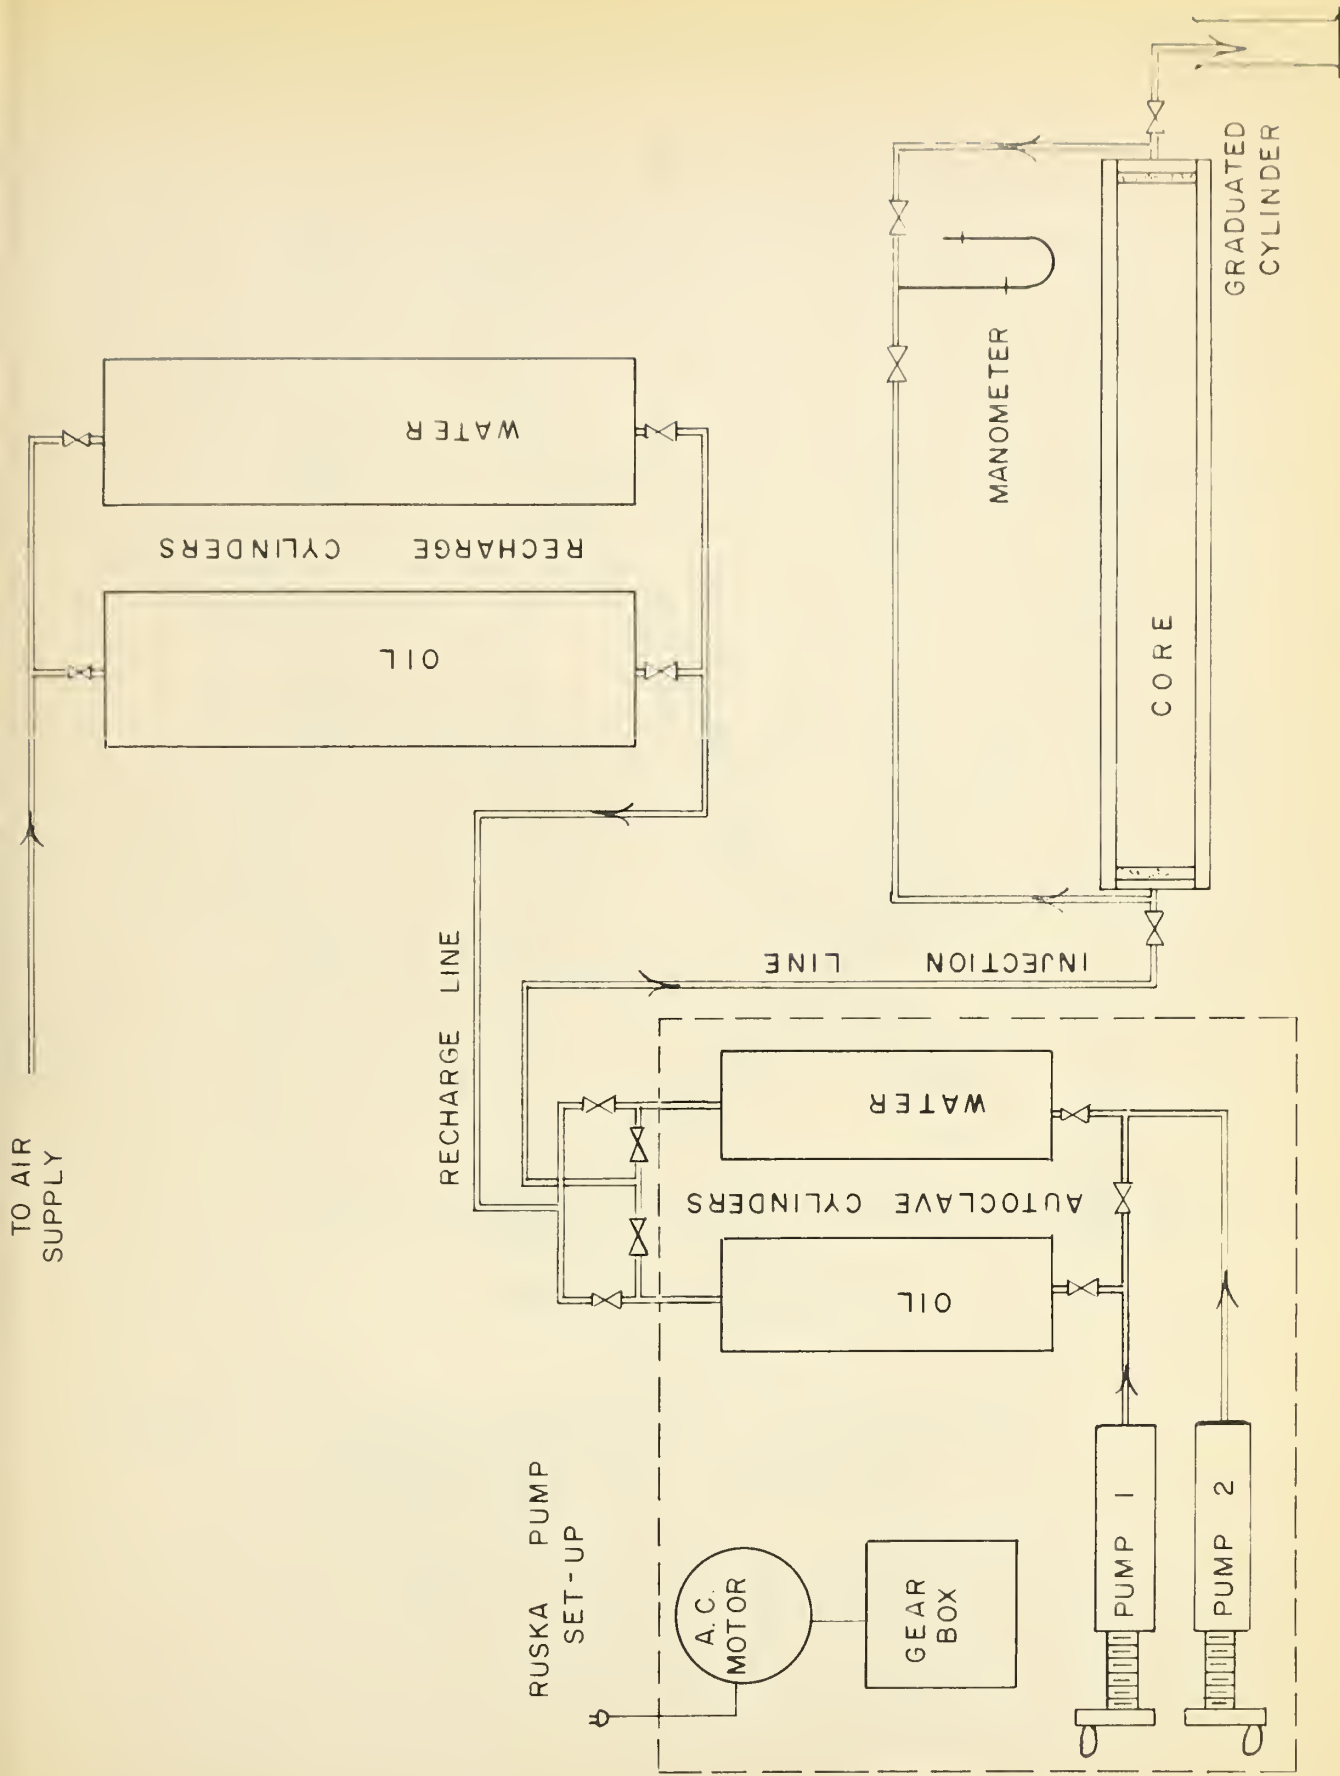 TO AIR
SUPPLY
WATER
RECHARGE CYLINDERS
OIL
RECHARGE LINE
INJECTION LINE
MANOMETER
CORE
GRADUATED
CYLINDER
RUSKA PUMP
SET-UP
WATER
AUTOCLAVE CYLINDERS
OIL
A.C.
MOTOR
GEAR
BOX
PUMP 1
PUMP 2